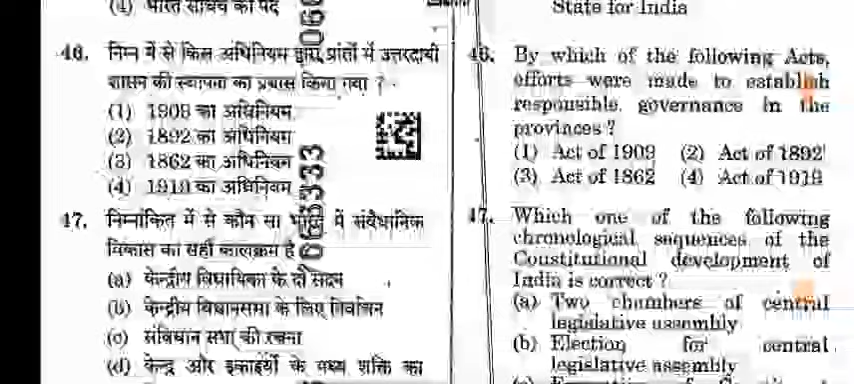 (1) भारत सचिव का पद
46. निम्न में से किस अधिनियम द्वारा प्रांतों में उत्तरदायी
शासन की स्थापना का प्रयास किया गया ?
(1) 1909 का अधिनियम
(2) 1892 का अधिनियम
(3) 1862 का अधिनियम
(4) 1919 का अधिनियम
47. निम्नांकित में से कौन सा भारत में संवैधानिक
विकास का सही कालक्रम है
(a) केन्द्रीय विधायिका के दो सदन
(b) केन्द्रीय विधानसभा के लिए निर्वाचन
(c) संविधान सभा की रचना
(d) केन्द्र और इकाइयों के मध्य शक्ति का
State for India
46. By which of the following Acts,
efforts were made to establish
responsible governance in the
provinces ?
(1) Act of 1909 (2) Act of 1892
(3) Act of 1862 (4) Act of 1919
47. Which one of the following
chronological sequences of the
Constitutional development of
India is correct ?
(a) Two chambers of central
legislative assembly
(b) Election for central
legislative assembly